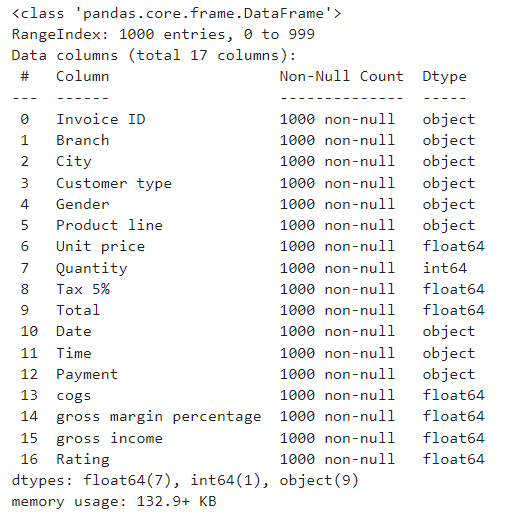 <class 'pandas.core.frame.DataFrame'>
RangeIndex: 1000 entries, 0 to 999
Data columns (total 17 columns):
 #   Column                   Non-Null Count  Dtype
---  ------                   --------------  -----
 0   Invoice ID               1000 non-null   object
 1   Branch                   1000 non-null   object
 2   City                     1000 non-null   object
 3   Customer type            1000 non-null   object
 4   Gender                   1000 non-null   object
 5   Product line             1000 non-null   object
 6   Unit price               1000 non-null   float64
 7   Quantity                 1000 non-null   int64
 8   Tax 5%                   1000 non-null   float64
 9   Total                    1000 non-null   float64
 10  Date                     1000 non-null   object
 11  Time                     1000 non-null   object
 12  Payment                  1000 non-null   object
 13  cogs                     1000 non-null   float64
 14  gross margin percentage  1000 non-null   float64
 15  gross income             1000 non-null   float64
 16  Rating                   1000 non-null   float64
dtypes: float64(7), int64(1), object(9)
memory usage: 132.9+ KB